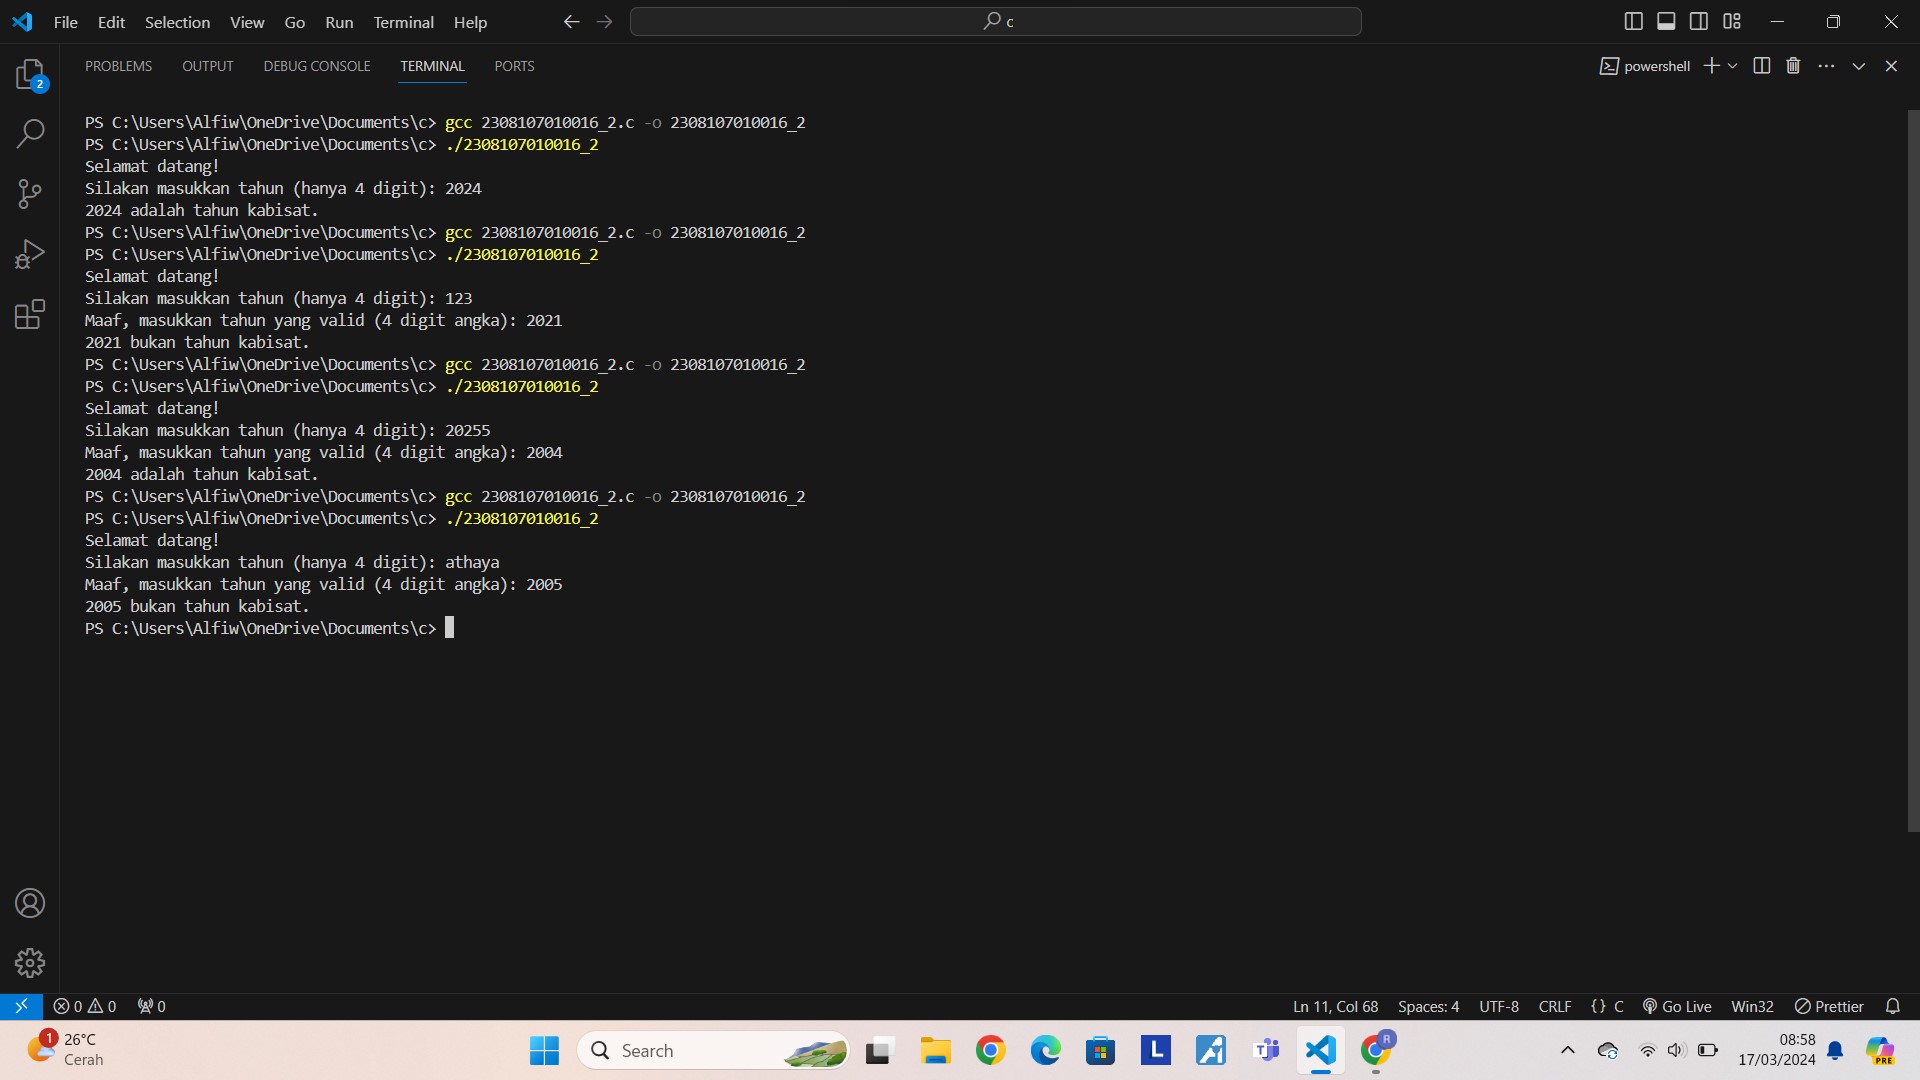 File Edit Selection View Go Run Terminal Help
c
PROBLEMS OUTPUT DEBUG CONSOLE TERMINAL PORTS
powershell
2
PS C:\Users\Alfiw\OneDrive\Documents\c> gcc 2308107010016_2.c -o 2308107010016_2
PS C:\Users\Alfiw\OneDrive\Documents\c> ./2308107010016_2
Selamat datang!
Silakan masukkan tahun (hanya 4 digit): 2024
2024 adalah tahun kabisat.
PS C:\Users\Alfiw\OneDrive\Documents\c> gcc 2308107010016_2.c -o 2308107010016_2
PS C:\Users\Alfiw\OneDrive\Documents\c> ./2308107010016_2
Selamat datang!
Silakan masukkan tahun (hanya 4 digit): 123
Maaf, masukkan tahun yang valid (4 digit angka): 2021
2021 bukan tahun kabisat.
PS C:\Users\Alfiw\OneDrive\Documents\c> gcc 2308107010016_2.c -o 2308107010016_2
PS C:\Users\Alfiw\OneDrive\Documents\c> ./2308107010016_2
Selamat datang!
Silakan masukkan tahun (hanya 4 digit): 20255
Maaf, masukkan tahun yang valid (4 digit angka): 2004
2004 adalah tahun kabisat.
PS C:\Users\Alfiw\OneDrive\Documents\c> gcc 2308107010016_2.c -o 2308107010016_2
PS C:\Users\Alfiw\OneDrive\Documents\c> ./2308107010016_2
Selamat datang!
Silakan masukkan tahun (hanya 4 digit): athaya
Maaf, masukkan tahun yang valid (4 digit angka): 2005
2005 bukan tahun kabisat.
PS C:\Users\Alfiw\OneDrive\Documents\c>
0 0 0
Ln 11, Col 68 Spaces: 4 UTF-8 CRLF {} C Go Live Win32 Prettier
1
26°C
Cerah
Search
L
T
R
08:58
17/03/2024
PRE